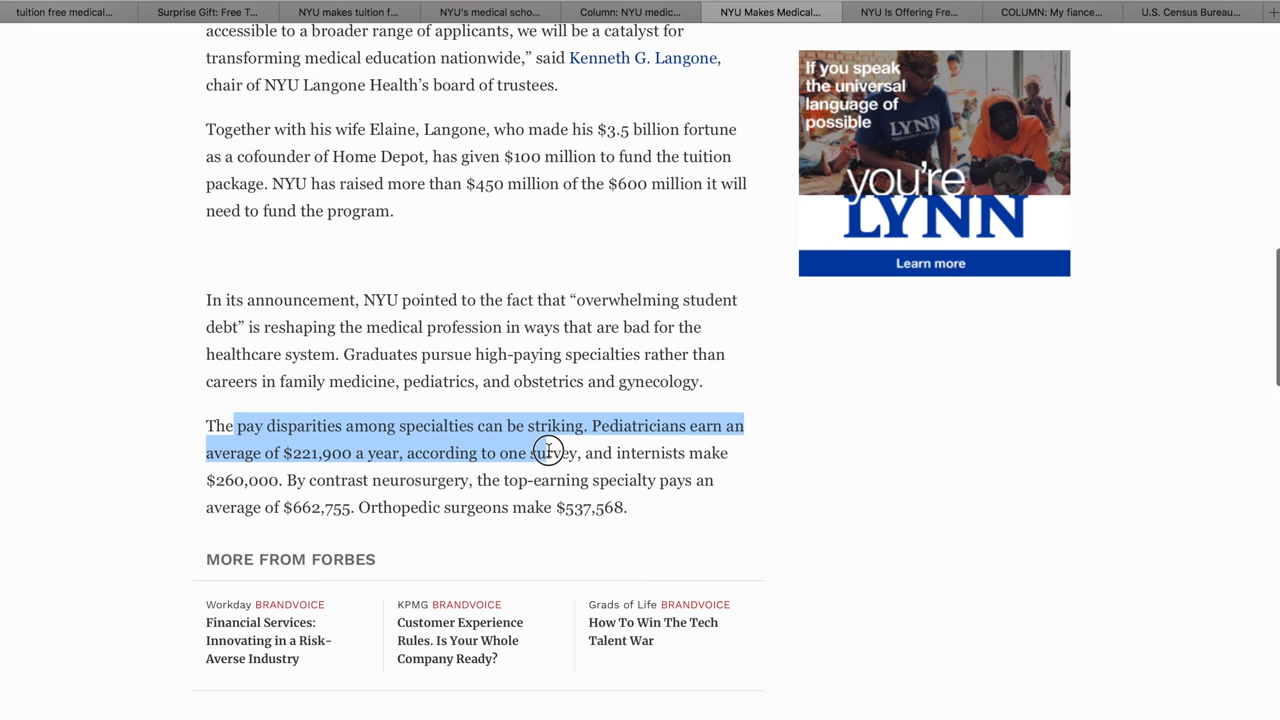 tuition free medical...
Surprise Gift: Free T...
NYU makes tuition f...
NYU's medical scho...
Column: NYU medic...
NYU Makes Medical...
NYU Is Offering Fre...
COLUMN: My fiance...
U.S. Census Bureau...
accessible to a broader range of applicants, we will be a catalyst for
transforming medical education nationwide,” said Kenneth G. Langone,
chair of NYU Langone Health’s board of trustees.
Together with his wife Elaine, Langone, who made his $3.5 billion fortune
as a cofounder of Home Depot, has given $100 million to fund the tuition
package. NYU has raised more than $450 million of the $600 million it will
need to fund the program.
In its announcement, NYU pointed to the fact that “overwhelming student
debt” is reshaping the medical profession in ways that are bad for the
healthcare system. Graduates pursue high-paying specialties rather than
careers in family medicine, pediatrics, and obstetrics and gynecology.
The pay disparities among specialties can be striking. Pediatricians earn an
average of $221,900 a year, according to one survey, and internists make
$260,000. By contrast neurosurgery, the top-earning specialty pays an
average of $662,755. Orthopedic surgeons make $537,568.
MORE FROM FORBES
Workday BRANDVOICE
Financial Services:
Innovating in a Risk-
Averse Industry
KPMG BRANDVOICE
Customer Experience
Rules. Is Your Whole
Company Ready?
Grads of Life BRANDVOICE
How To Win The Tech
Talent War
If you speak
the universal
language of
possible
LYNN
you're
LYNN
Learn more